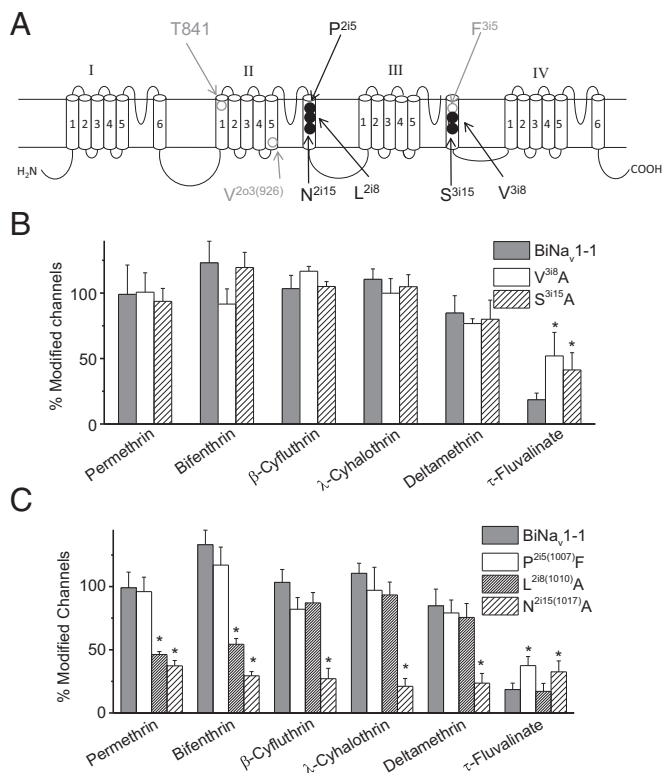 A
T841
P2i5
F3i5
I
II
III
IV
1 2 3 4 5 6
1 2 3 4 5
1 2 3 4 5
1 2 3 4 5 6
H2N
COOH
V2o3(926)
N2i15
L2i8
S3i15
V3i8
B
% Modified channels
100
50
0
BiNav1-1
V3i8A
S3i15A
* *
Permethrin
Bifenthrin
β-Cyfluthrin
λ-Cyhalothrin
Deltamethrin
τ-Fluvalinate
C
% Modified Channels
100
50
0
BiNav1-1
P2i5(1007)F
L2i8(1010)A
N2i15(1017)A
* * * * * * * * *
Permethrin
Bifenthrin
β-Cyfluthrin
λ-Cyhalothrin
Deltamethrin
τ-Fluvalinate